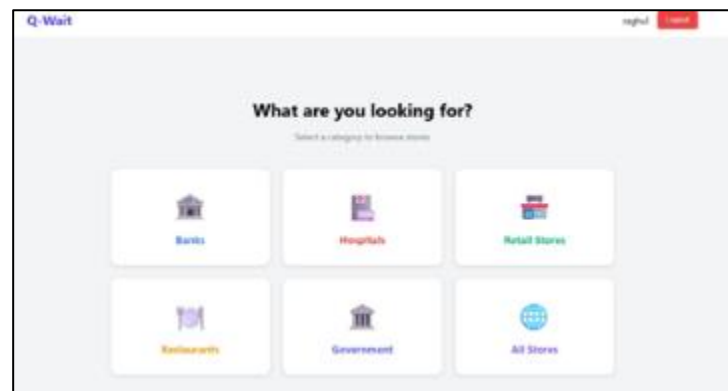 Q-Wait
raghul Logout
What are you looking for?
Select a category to browse stores
Banks Hospitals Retail Stores
Restaurants Government All Stores